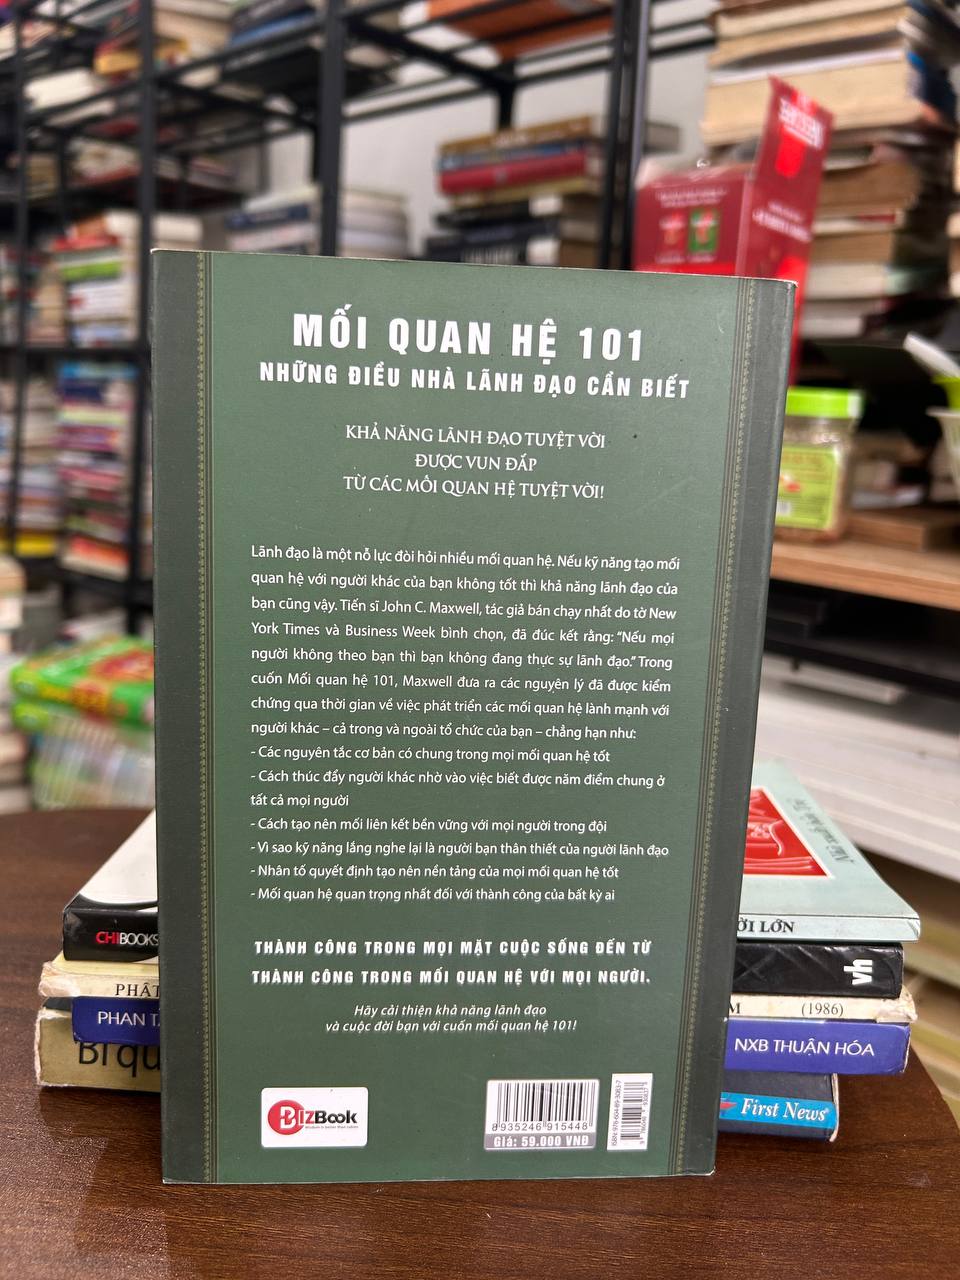 MỐI QUAN HỆ 101
NHỮNG ĐIỀU NHÀ LÃNH ĐẠO CẦN BIẾT
KHẢ NĂNG LÃNH ĐẠO TUYỆT VỜI
ĐƯỢC VUN ĐẮP
TỪ CÁC MỐI QUAN HỆ TUYỆT VỜI!
Lãnh đạo là một nỗ lực đòi hỏi nhiều mối quan hệ. Nếu kỹ năng tạo mối
quan hệ với người khác của bạn không tốt thì khả năng lãnh đạo của
bạn cũng vậy. Tiến sĩ John C. Maxwell, tác giả bán chạy nhất do tờ New
York Times và Business Week bình chọn, đã đúc kết rằng: "Nếu mọi
người không theo bạn thì bạn không đang thực sự lãnh đạo." Trong
cuốn Mối quan hệ 101, Maxwell đưa ra các nguyên lý đã được kiểm
chứng qua thời gian về việc phát triển các mối quan hệ lành mạnh với
người khác – cả trong và ngoài tổ chức của bạn – chẳng hạn như:
- Các nguyên tắc cơ bản có chung trong mọi mối quan hệ tốt
- Cách thúc đẩy người khác nhờ vào việc biết được năm điểm chung ở
tất cả mọi người
- Cách tạo nên mối liên kết bền vững với mọi người trong đội
- Vì sao kỹ năng lắng nghe lại là người bạn thân thiết của người lãnh đạo
- Nhân tố quyết định tạo nên nền tảng của mọi mối quan hệ tốt
- Mối quan hệ quan trọng nhất đối với thành công của bất kỳ ai
THÀNH CÔNG TRONG MỌI MẶT CUỘC SỐNG ĐẾN TỪ
THÀNH CÔNG TRONG MỐI QUAN HỆ VỚI MỌI NGƯỜI.
Hãy cải thiện khả năng lãnh đạo
và cuộc đời bạn với cuốn mối quan hệ 101!
BIZBook
8935246 915448
Giá: 59.000 VNĐ
ISBN: 978-604-89-3083-7
CHIBOOKS
PHẬT
PHAN T
Bí qu
ỜI LỚN
vh
M (1986)
NXB THUẬN HÓA
First News